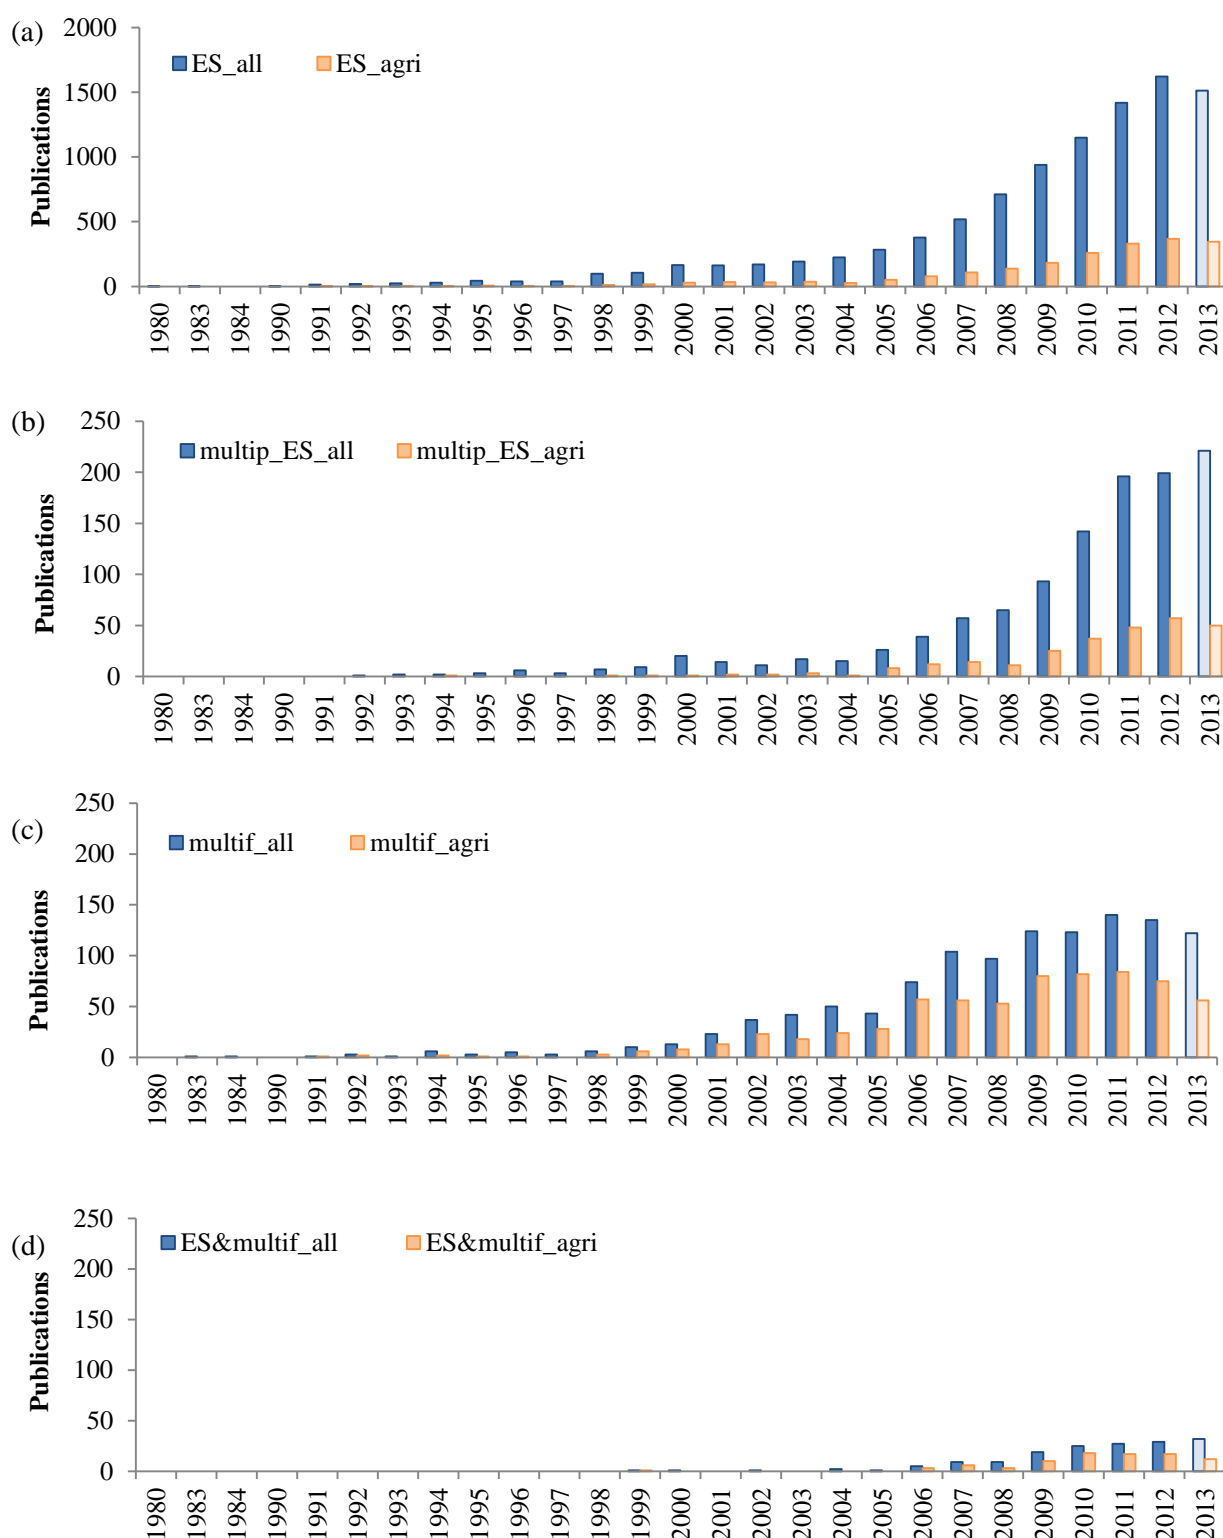 (a)
2000
1500
1000
500
0
Publications
ES_all ES_agri
1980 1983 1984 1990 1991 1992 1993 1994 1995 1996 1997 1998 1999 2000 2001 2002 2003 2004 2005 2006 2007 2008 2009 2010 2011 2012 2013
(b)
250
200
150
100
50
0
Publications
multip_ES_all multip_ES_agri
1980 1983 1984 1990 1991 1992 1993 1994 1995 1996 1997 1998 1999 2000 2001 2002 2003 2004 2005 2006 2007 2008 2009 2010 2011 2012 2013
(c)
250
200
150
100
50
0
Publications
multif_all multif_agri
1980 1983 1984 1990 1991 1992 1993 1994 1995 1996 1997 1998 1999 2000 2001 2002 2003 2004 2005 2006 2007 2008 2009 2010 2011 2012 2013
(d)
250
200
150
100
50
0
Publications
ES&multif_all ES&multif_agri
1980 1983 1984 1990 1991 1992 1993 1994 1995 1996 1997 1998 1999 2000 2001 2002 2003 2004 2005 2006 2007 2008 2009 2010 2011 2012 2013